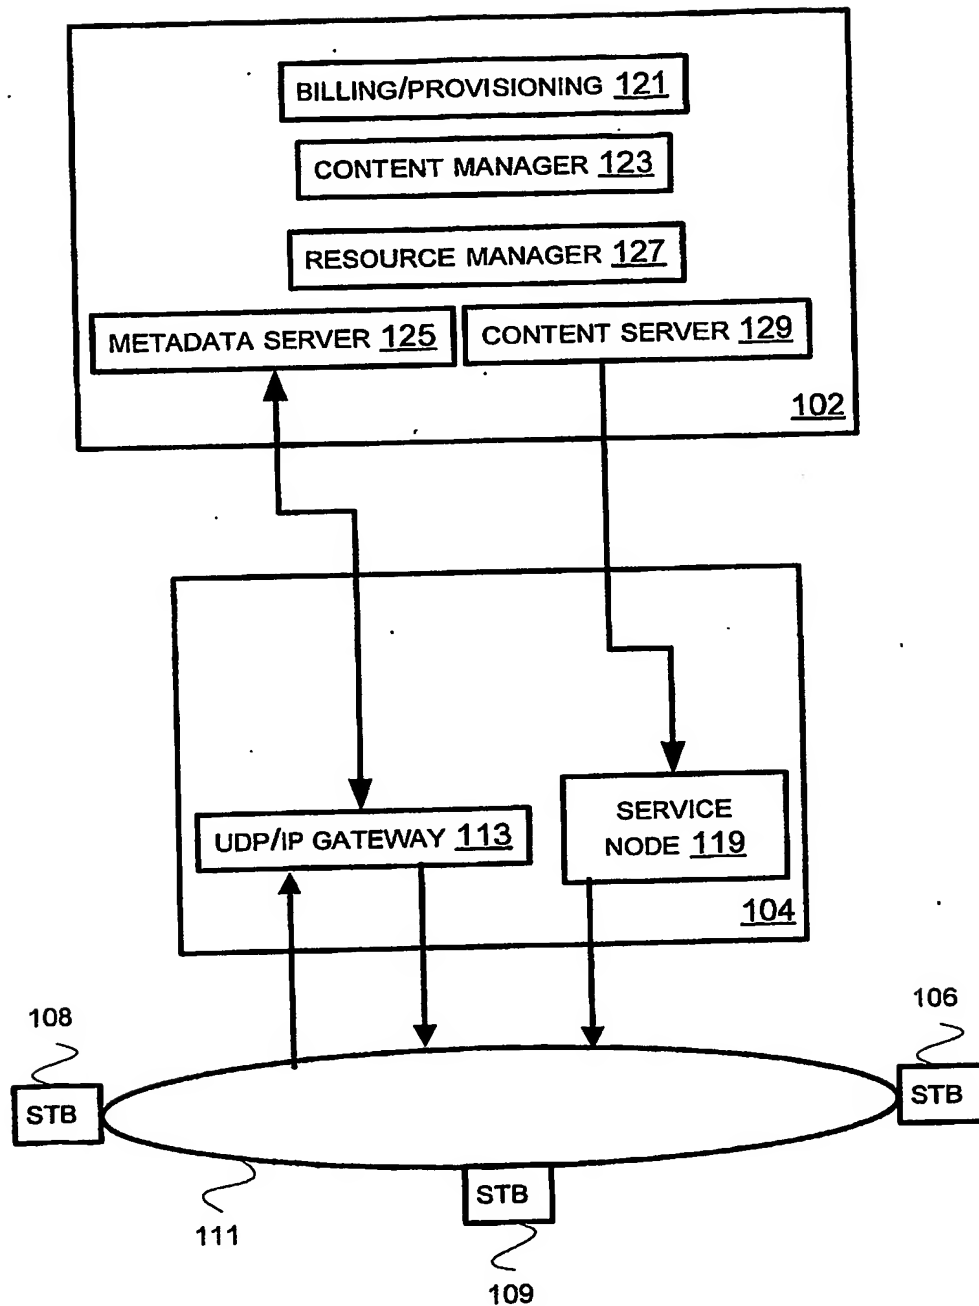 BILLING/PROVISIONING 121
CONTENT MANAGER 123
RESOURCE MANAGER 127
METADATA SERVER 125
CONTENT SERVER 129
102
UDP/IP GATEWAY 113
SERVICE
NODE 119
104
108
106
STB
STB
STB
111
109